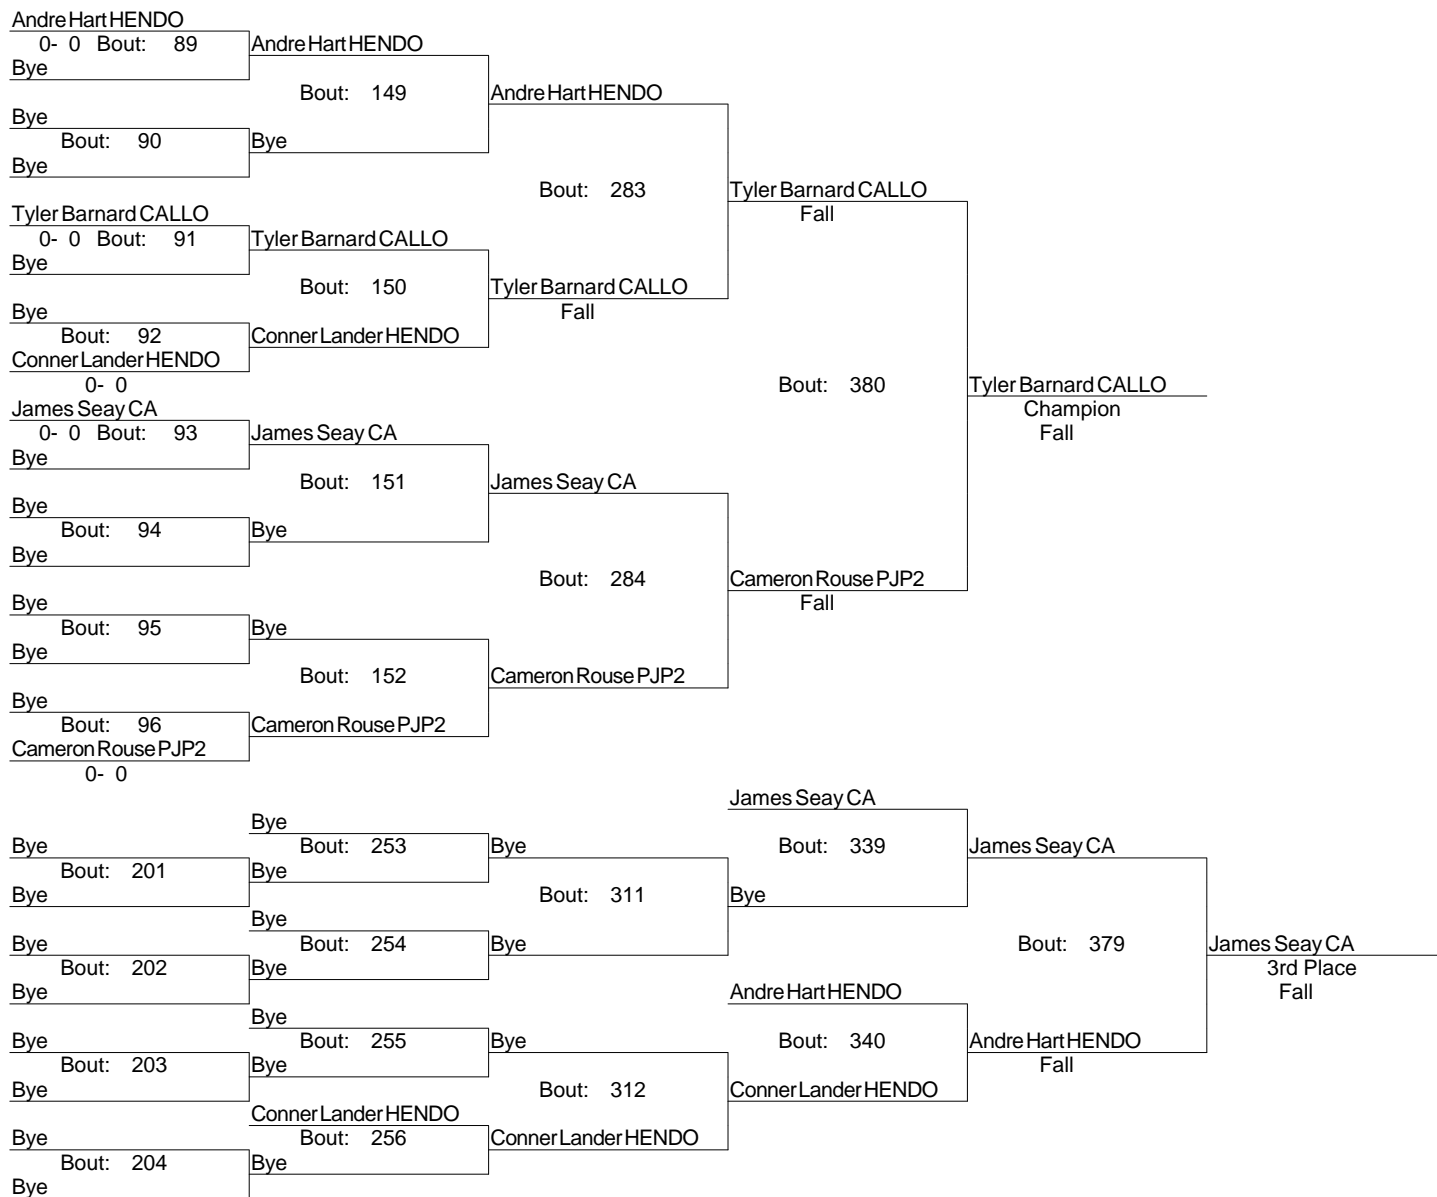 Andre Hart HENDO
0- 0 Bout: 89 Andre Hart HENDO
Bye
Bout: 149 Andre Hart HENDO
Bye
Bout: 90 Bye
Bye
Bout: 283 Tyler Barnard CALLO
Tyler Barnard CALLO Fall
0- 0 Bout: 91 Tyler Barnard CALLO
Bye
Bout: 150 Tyler Barnard CALLO
Bye Fall
Bout: 92 Conner Lander HENDO
Conner Lander HENDO
0- 0 Bout: 380 Tyler Barnard CALLO
James Seay CA Champion
0- 0 Bout: 93 James Seay CA Fall
Bye
Bout: 151 James Seay CA
Bye
Bout: 94 Bye
Bye
Bout: 284 Cameron Rouse PJP2
Bye Fall
Bout: 95 Bye
Bye
Bout: 152 Cameron Rouse PJP2
Bye
Bout: 96 Cameron Rouse PJP2
Cameron Rouse PJP2
0- 0
James Seay CA
Bye
Bye Bout: 253 Bye Bout: 339 James Seay CA
Bout: 201 Bye
Bye Bout: 311 Bye
Bye
Bye Bout: 254 Bye Bout: 379 James Seay CA
Bout: 202 Bye 3rd Place
Bye Andre Hart HENDO Fall
Bye
Bye Bout: 255 Bye Bout: 340 Andre Hart HENDO
Bout: 203 Bye Fall
Bye Bout: 312 Conner Lander HENDO
Conner Lander HENDO
Bye Bout: 256 Conner Lander HENDO
Bout: 204 Bye
Bye